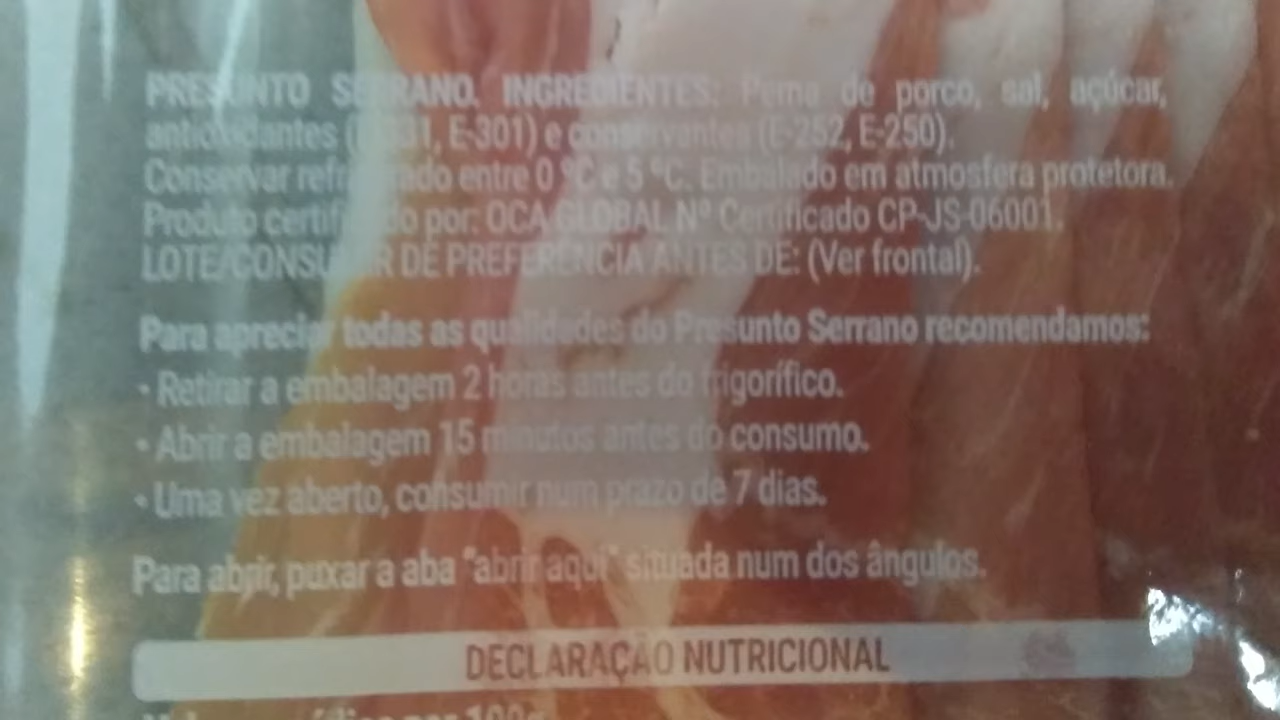 PRESUNTO SERRANO. INGREDIENTES: Perna de porco, sal, açúcar,
antioxidantes (E-331, E-301) e conservantes (E-252, E-250).
Conservar refrigerado entre 0 ºC e 5 ºC. Embalado em atmosfera protetora.
Produto certificado por: OCA GLOBAL Nº Certificado CP-JS-06001.
LOTE/CONSUMIR DE PREFERÊNCIA ANTES DE: (Ver frontal).
Para apreciar todas as qualidades do Presunto Serrano recomendamos:
• Retirar a embalagem 2 horas antes do frigorífico.
• Abrir a embalagem 15 minutos antes do consumo.
• Uma vez aberto, consumir num prazo de 7 dias.
Para abrir, puxar a aba "abrir aqui" situada num dos ângulos.
DECLARAÇÃO NUTRICIONAL
por 100g